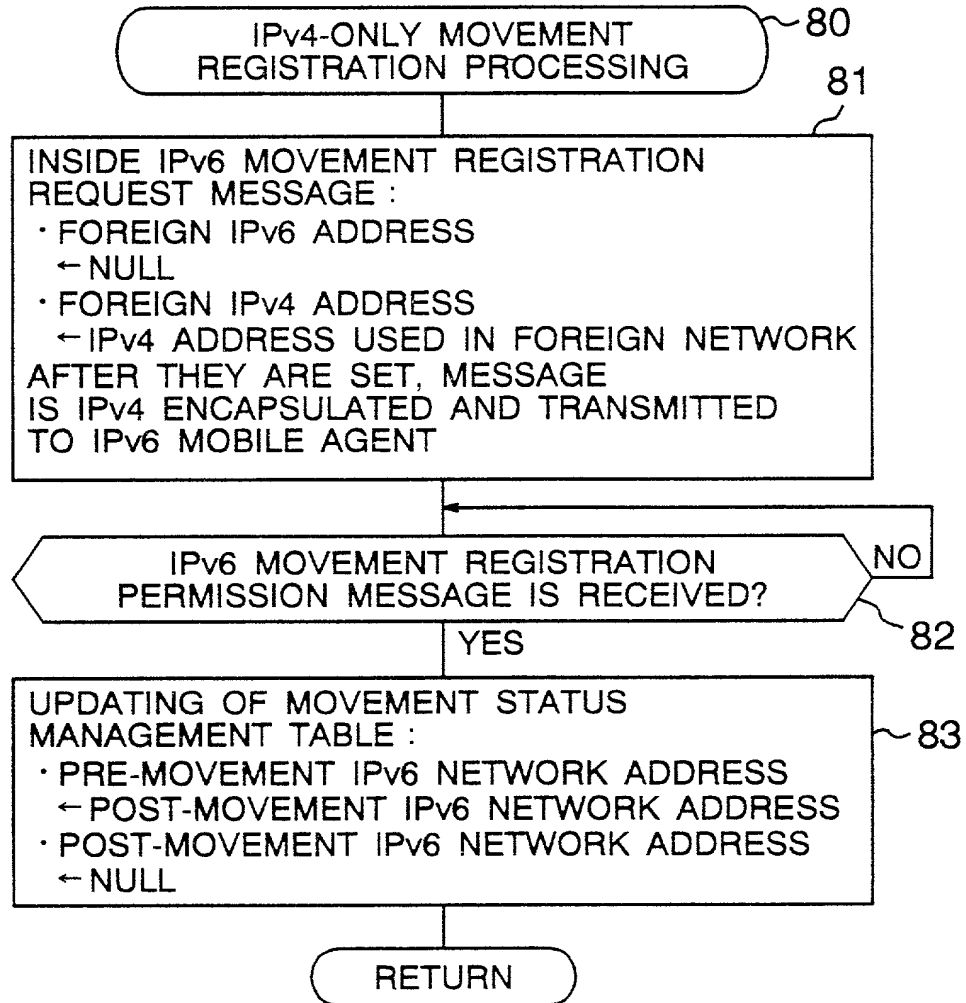 IPv4-ONLY MOVEMENT
REGISTRATION PROCESSING
80
81
INSIDE IPv6 MOVEMENT REGISTRATION
REQUEST MESSAGE :
· FOREIGN IPv6 ADDRESS
← NULL
· FOREIGN IPv4 ADDRESS
← IPv4 ADDRESS USED IN FOREIGN NETWORK
AFTER THEY ARE SET, MESSAGE
IS IPv4 ENCAPSULATED AND TRANSMITTED
TO IPv6 MOBILE AGENT
IPv6 MOVEMENT REGISTRATION
PERMISSION MESSAGE IS RECEIVED?
NO
82
YES
UPDATING OF MOVEMENT STATUS
MANAGEMENT TABLE :
· PRE-MOVEMENT IPv6 NETWORK ADDRESS
← POST-MOVEMENT IPv6 NETWORK ADDRESS
· POST-MOVEMENT IPv6 NETWORK ADDRESS
← NULL
83
RETURN